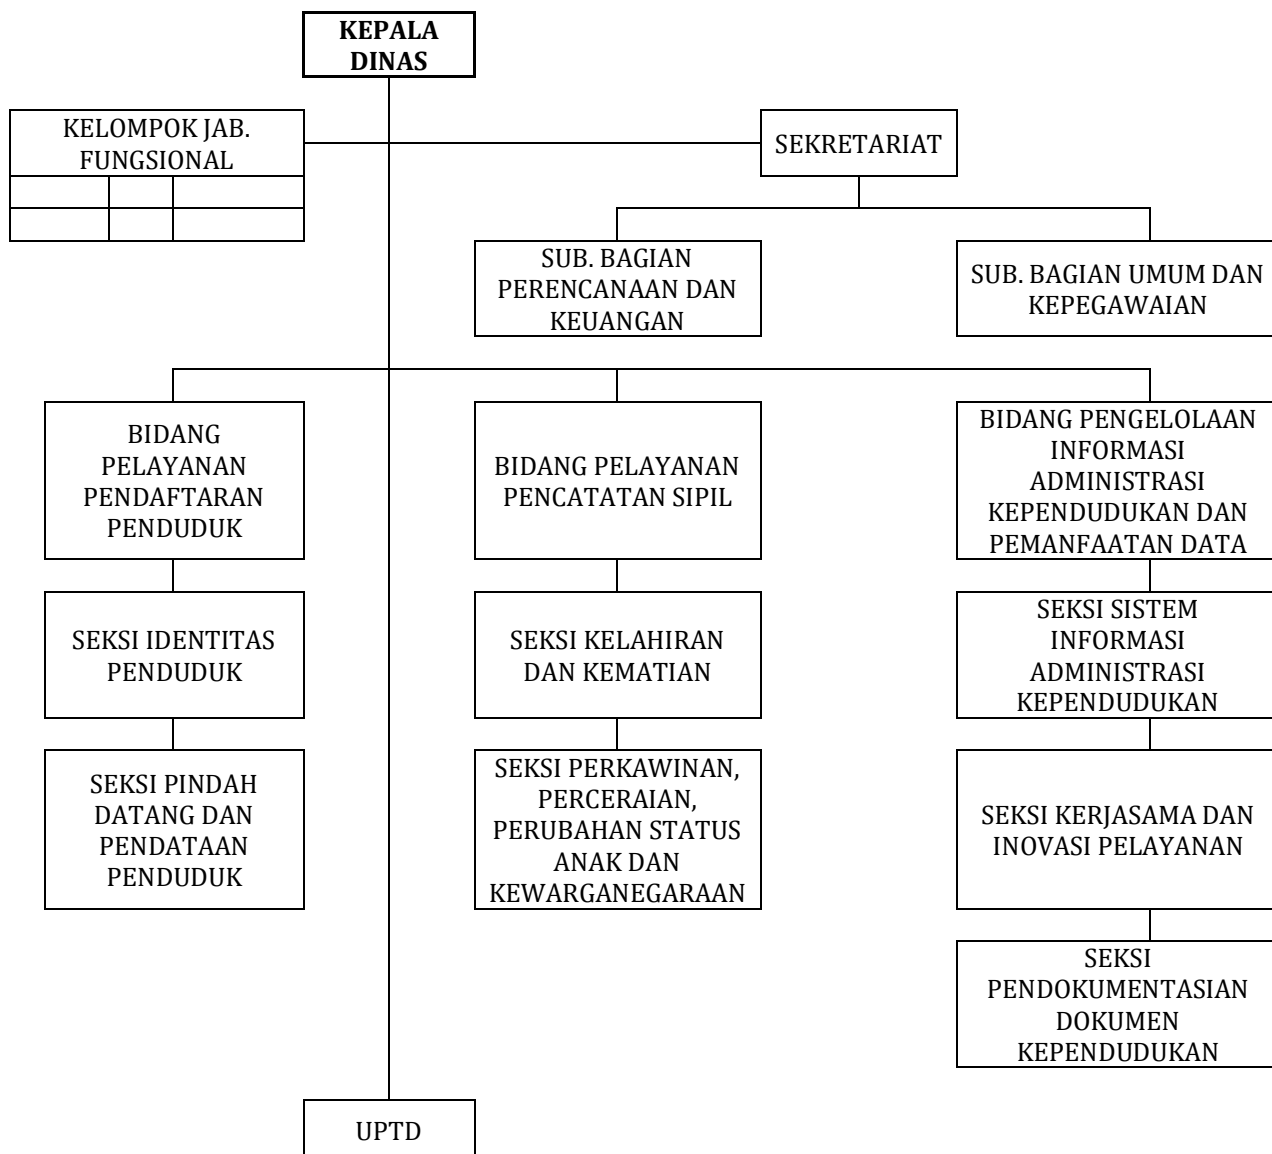 KEPALA
DINAS
KELOMPOK JAB.
FUNGSIONAL
SEKRETARIAT
SUB. BAGIAN
PERENCANAAN DAN
KEUANGAN
SUB. BAGIAN UMUM DAN
KEPEGAWAIAN
BIDANG
PELAYANAN
PENDAFTARAN
PENDUDUK
BIDANG PELAYANAN
PENCATATAN SIPIL
BIDANG PENGELOLAAN
INFORMASI
ADMINISTRASI
KEPENDUDUKAN DAN
PEMANFAATAN DATA
SEKSI IDENTITAS
PENDUDUK
SEKSI KELAHIRAN
DAN KEMATIAN
SEKSI SISTEM
INFORMASI
ADMINISTRASI
KEPENDUDUKAN
SEKSI PINDAH
DATANG DAN
PENDATAAN
PENDUDUK
SEKSI PERKAWINAN,
PERCERAIAN,
PERUBAHAN STATUS
ANAK DAN
KEWARGANEGARAAN
SEKSI KERJASAMA DAN
INOVASI PELAYANAN
SEKSI
PENDOKUMENTASIAN
DOKUMEN
KEPENDUDUKAN
UPTD